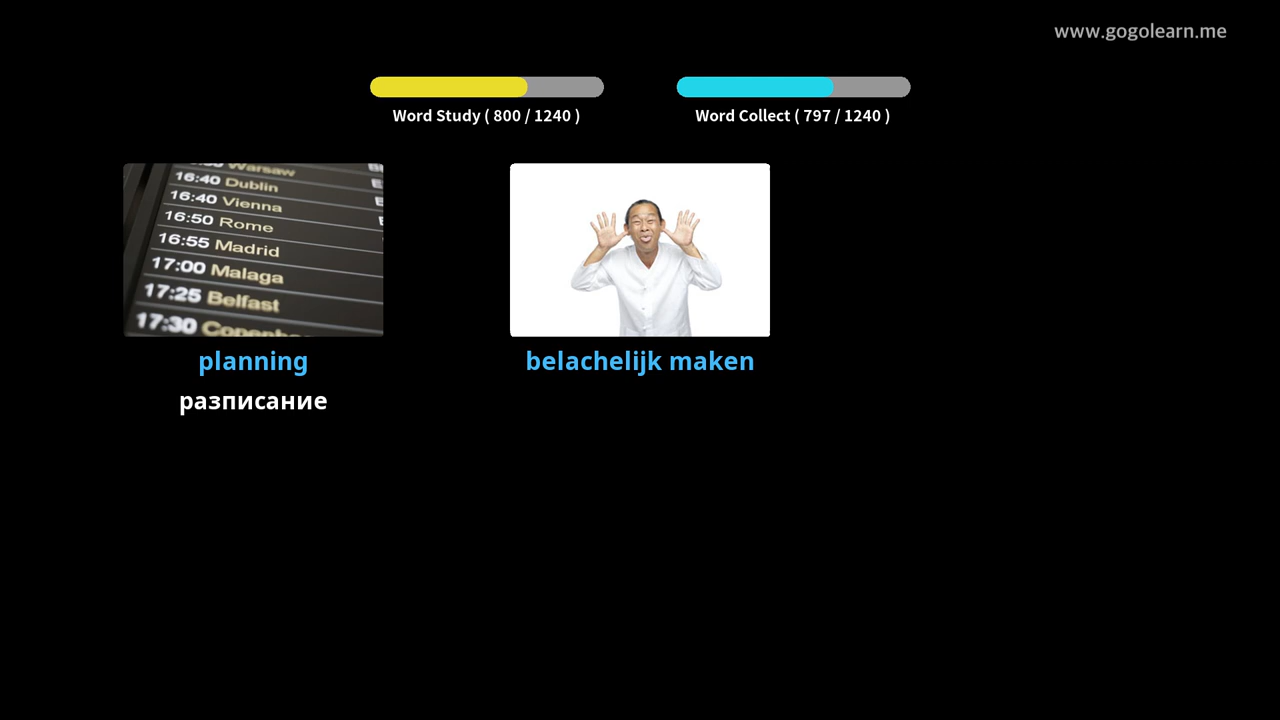 www.gogolearn.me
Word Study ( 800 / 1240 )
Word Collect ( 797 / 1240 )
Warsaw
16:40 Dublin
16:40 Vienna
16:50 Rome
16:55 Madrid
17:00 Malaga
17:25 Belfast
17:30
planning
разписание
belachelijk maken